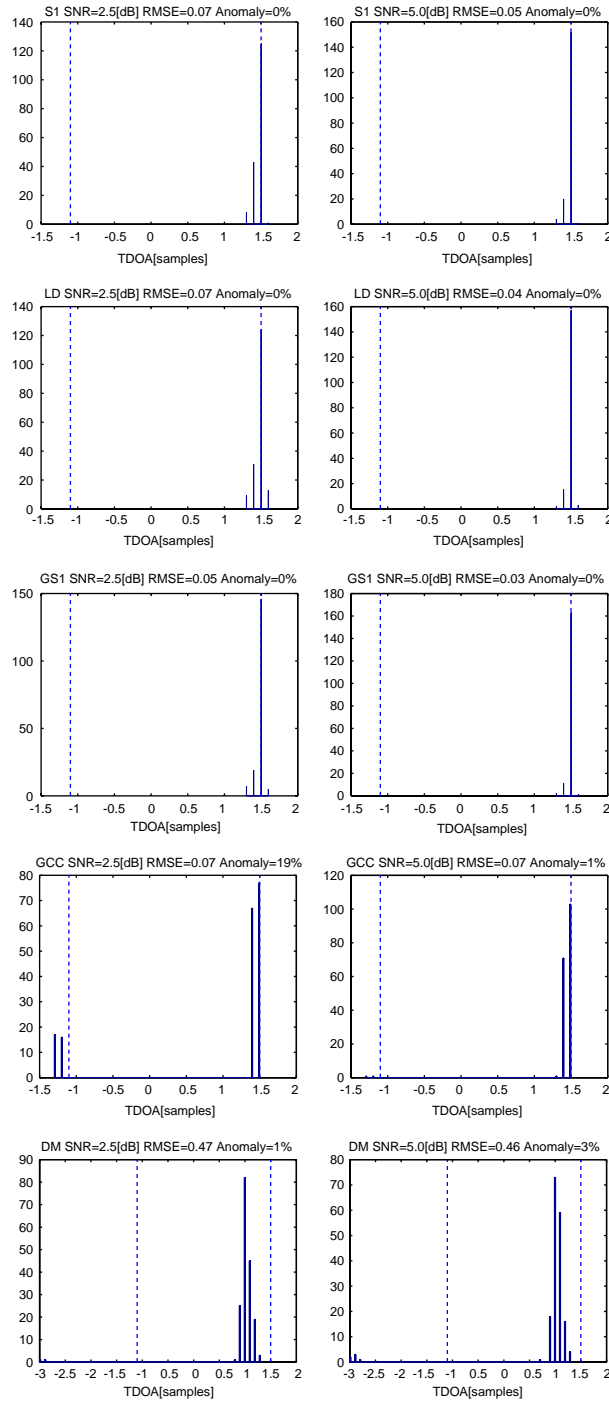 S1 SNR=2.5[dB] RMSE=0.07 Anomaly=0%
140
120
100
80
60
40
20
0
-1.5 -1 -0.5 0 0.5 1 1.5 2
TDOA[samples]
S1 SNR=5.0[dB] RMSE=0.05 Anomaly=0%
160
140
120
100
80
60
40
20
0
-1.5 -1 -0.5 0 0.5 1 1.5 2
TDOA[samples]
LD SNR=2.5[dB] RMSE=0.07 Anomaly=0%
140
120
100
80
60
40
20
0
-1.5 -1 -0.5 0 0.5 1 1.5 2
TDOA[samples]
LD SNR=5.0[dB] RMSE=0.04 Anomaly=0%
160
140
120
100
80
60
40
20
0
-1.5 -1 -0.5 0 0.5 1 1.5 2
TDOA[samples]
GS1 SNR=2.5[dB] RMSE=0.05 Anomaly=0%
150
100
50
0
-1.5 -1 -0.5 0 0.5 1 1.5 2
TDOA[samples]
GS1 SNR=5.0[dB] RMSE=0.03 Anomaly=0%
180
160
140
120
100
80
60
40
20
0
-1.5 -1 -0.5 0 0.5 1 1.5 2
TDOA[samples]
GCC SNR=2.5[dB] RMSE=0.07 Anomaly=19%
80
70
60
50
40
30
20
10
0
-1.5 -1 -0.5 0 0.5 1 1.5 2
TDOA[samples]
GCC SNR=5.0[dB] RMSE=0.07 Anomaly=1%
120
100
80
60
40
20
0
-1.5 -1 -0.5 0 0.5 1 1.5 2
TDOA[samples]
DM SNR=2.5[dB] RMSE=0.47 Anomaly=1%
90
80
70
60
50
40
30
20
10
0
-3 -2.5 -2 -1.5 -1 -0.5 0 0.5 1 1.5 2
TDOA[samples]
DM SNR=5.0[dB] RMSE=0.46 Anomaly=3%
80
70
60
50
40
30
20
10
0
-3 -2.5 -2 -1.5 -1 -0.5 0 0.5 1 1.5 2
TDOA[samples]